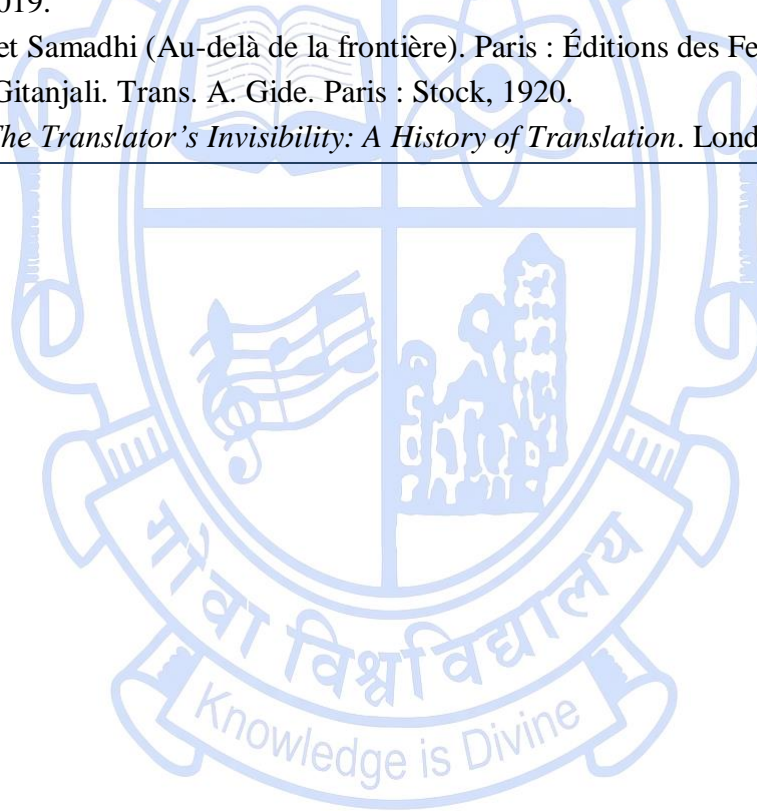 019.
et Samadhi (Au-delà de la frontière). Paris : Éditions des Fe
Gitanjali. Trans. A. Gide. Paris : Stock, 1920.
The Translator’s Invisibility: A History of Translation. Lond
गोंवा विश्वविद्यालय
Knowledge is Divine